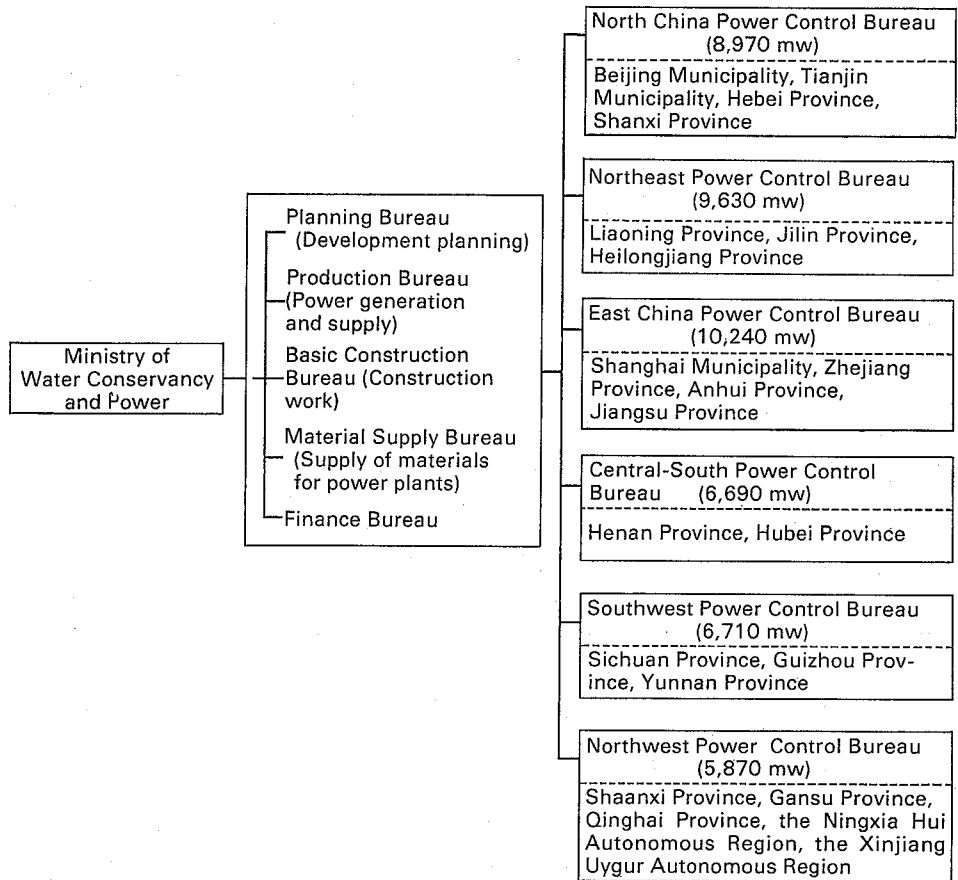 Ministry of
Water Conservancy
and Power
Planning Bureau
(Development planning)
Production Bureau
(Power generation
and supply)
Basic Construction
Bureau (Construction
work)
Material Supply Bureau
(Supply of materials
for power plants)
Finance Bureau
North China Power Control Bureau
(8,970 mw)
Beijing Municipality, Tianjin
Municipality, Hebei Province,
Shanxi Province
Northeast Power Control Bureau
(9,630 mw)
Liaoning Province, Jilin Province,
Heilongjiang Province
East China Power Control Bureau
(10,240 mw)
Shanghai Municipality, Zhejiang
Province, Anhui Province,
Jiangsu Province
Central-South Power Control
Bureau (6,690 mw)
Henan Province, Hubei Province
Southwest Power Control Bureau
(6,710 mw)
Sichuan Province, Guizhou Prov-
ince, Yunnan Province
Northwest Power Control Bureau
(5,870 mw)
Shaanxi Province, Gansu Province,
Qinghai Province, the Ningxia Hui
Autonomous Region, the Xinjiang
Uygur Autonomous Region